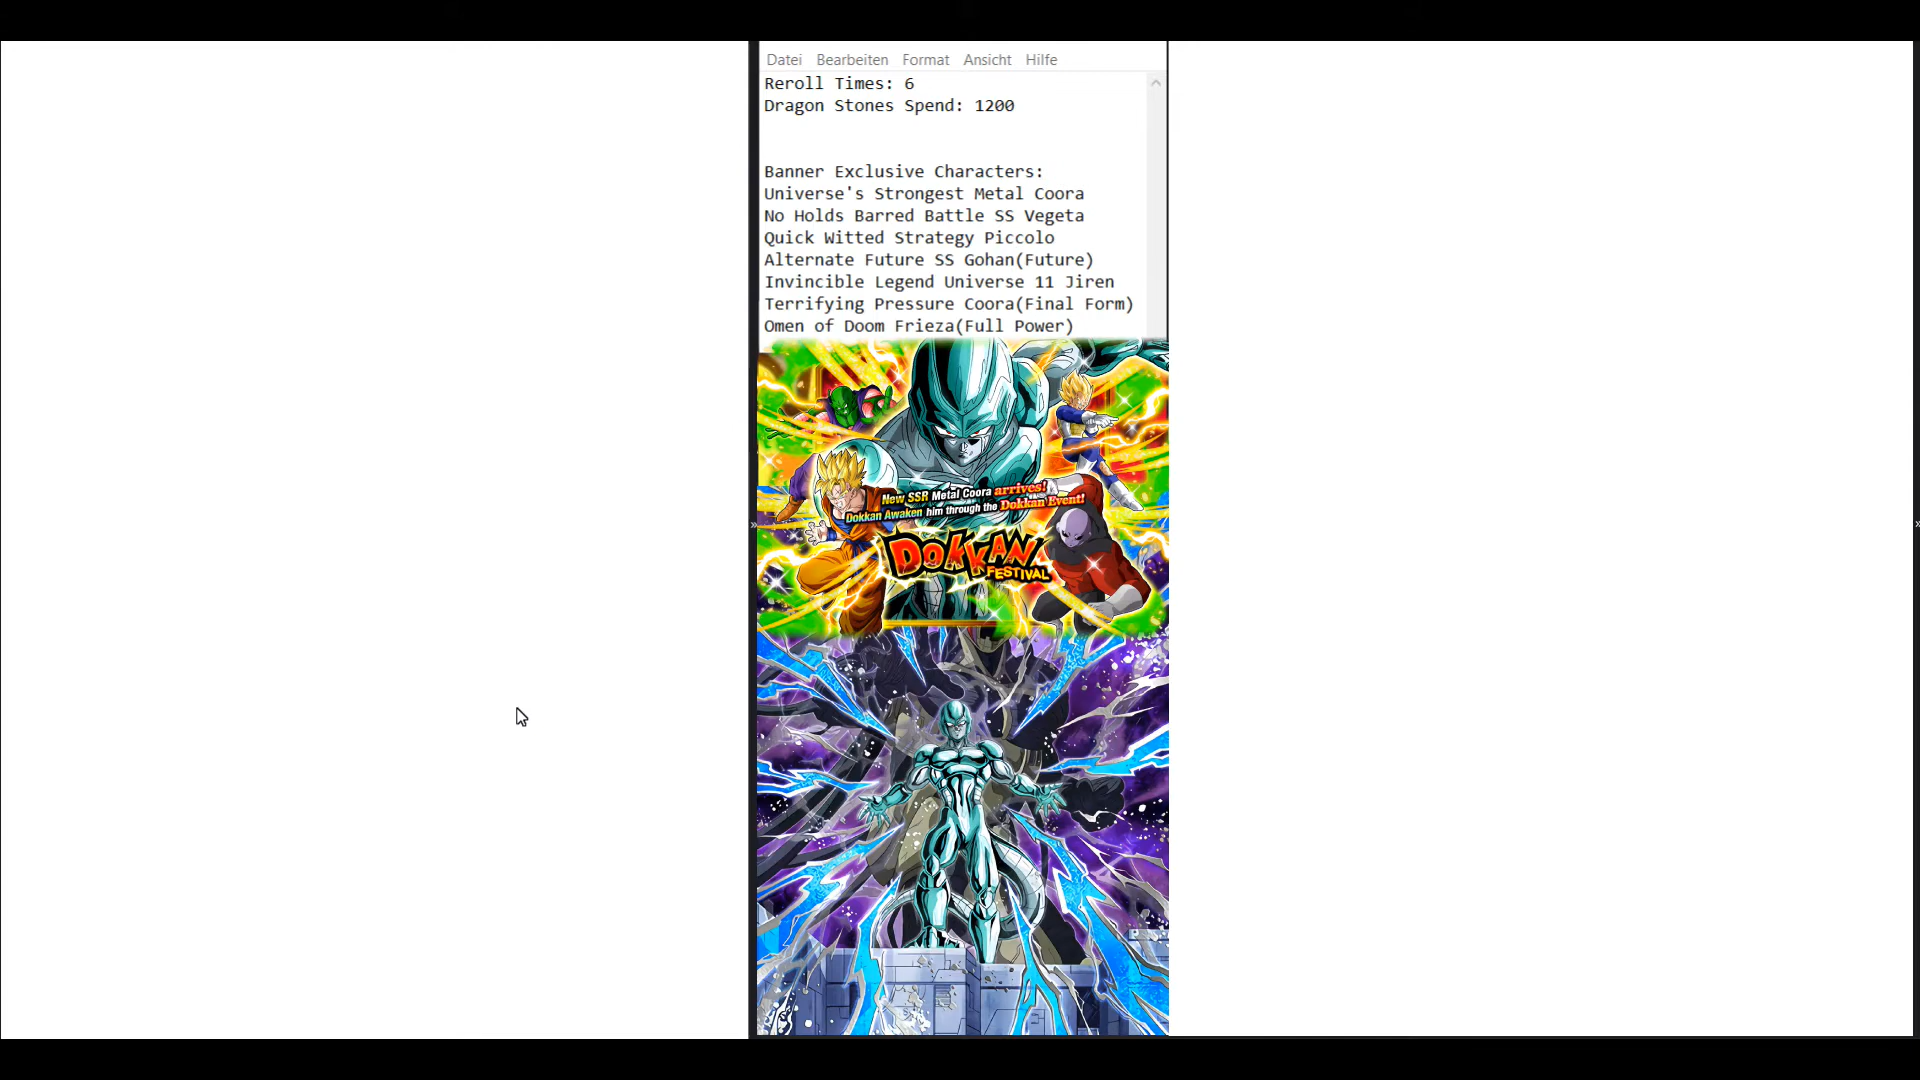 Datei Bearbeiten Format Ansicht Hilfe
Reroll Times: 6
Dragon Stones Spend: 1200
Banner Exclusive Characters:
Universe's Strongest Metal Coora
No Holds Barred Battle SS Vegeta
Quick Witted Strategy Piccolo
Alternate Future SS Gohan(Future)
Invincible Legend Universe 11 Jiren
Terrifying Pressure Coora(Final Form)
Omen of Doom Frieza(Full Power)
New SSR Metal Coora arrives!
Dokkan Awaken him through the Dokkan Event!
DOKKAN
FESTIVAL